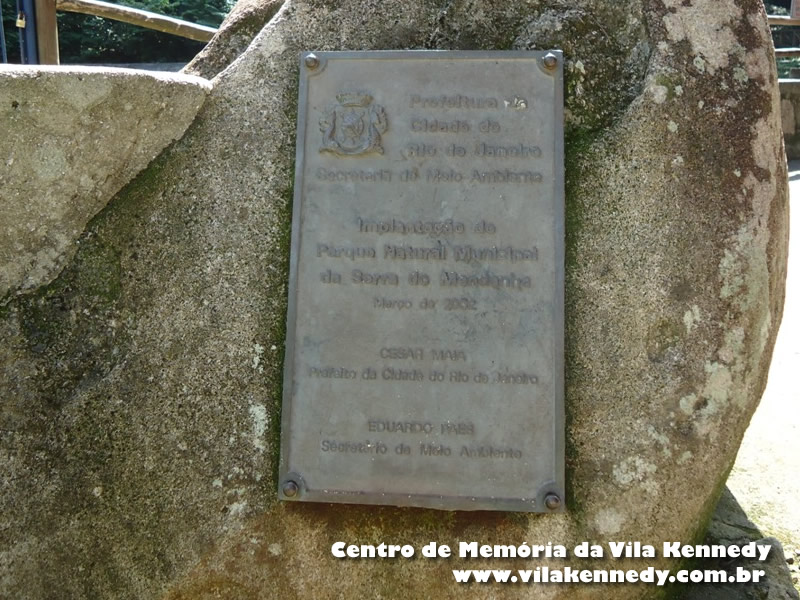 Prefeitura da
Cidade do
Rio de Janeiro
Secretaria de Meio Ambiente
Implantação do
Parque Natural Municipal
da Serra do Mendanha
Março de 2002
CESAR MAIA
Prefeito da Cidade do Rio de Janeiro
EDUARDO PAES
Secretário de Meio Ambiente
Centro de Memória da Vila Kennedy
www.vilakennedy.com.br